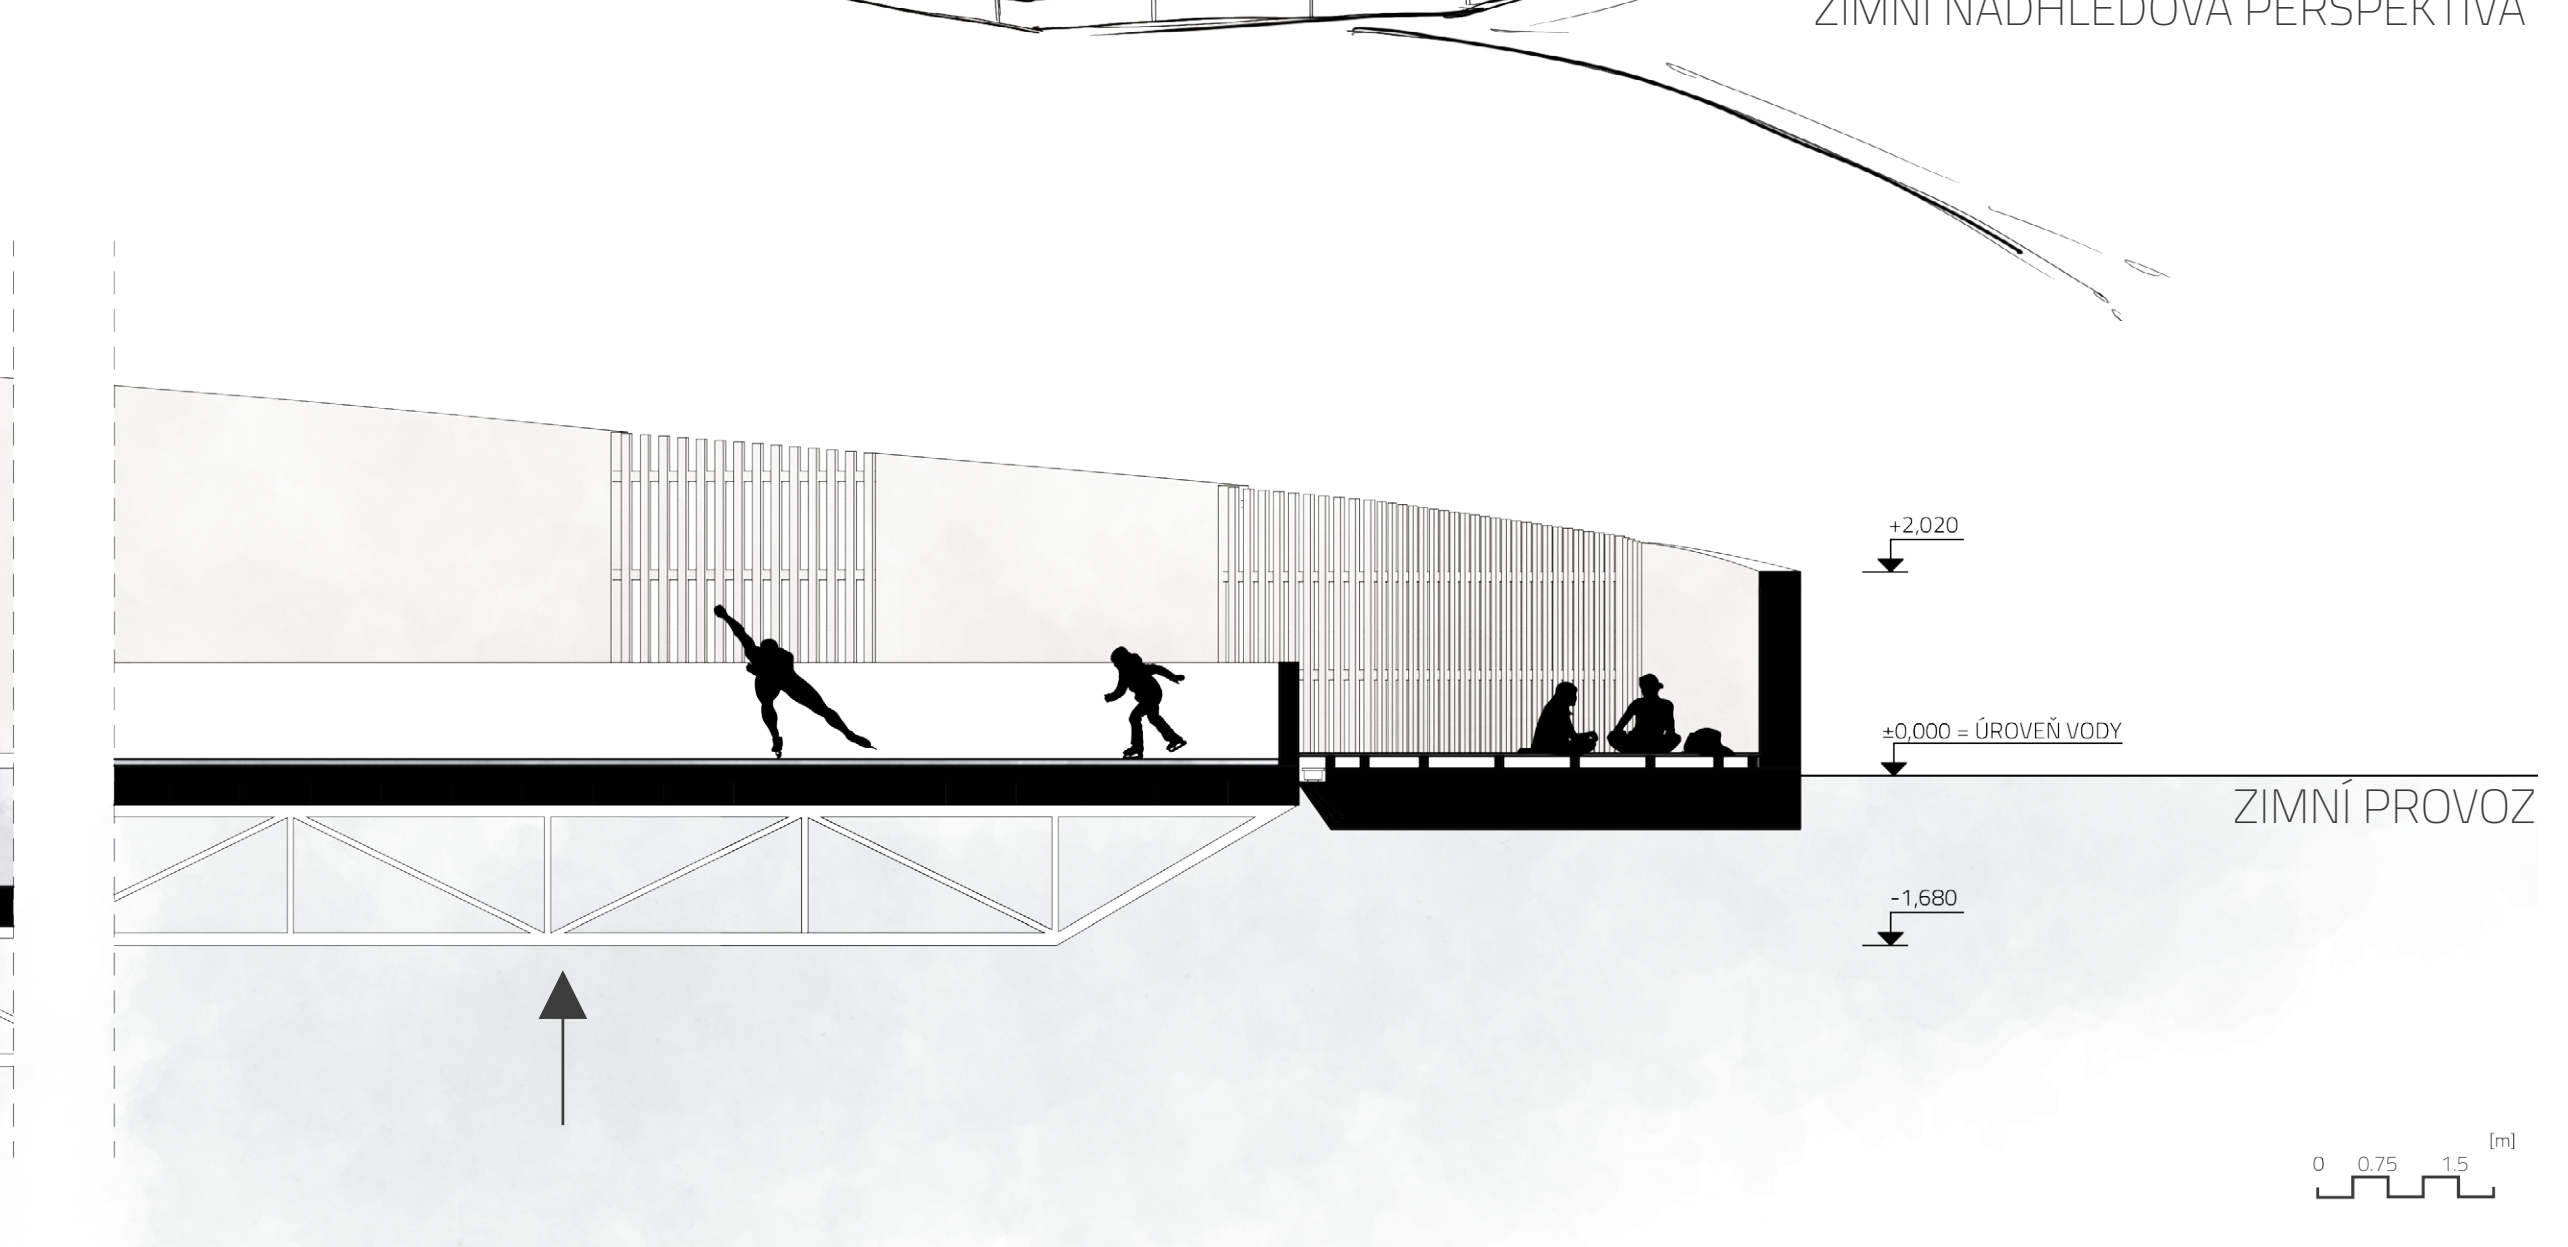 ZIMNÍ NADHLEDOVÁ PERSPEKTIVA
+2,020
±0,000 = ÚROVEŇ VODY
ZIMNÍ PROVOZ
-1,680
[m]
0 0.75 1.5